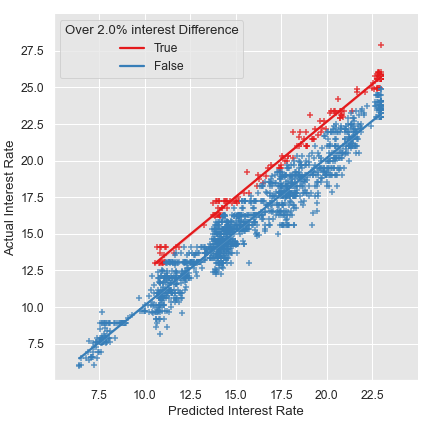 Over 2.0% interest Difference
True
False
27.5
25.0
22.5
20.0
17.5
15.0
12.5
10.0
7.5
Actual Interest Rate
7.5 10.0 12.5 15.0 17.5 20.0 22.5
Predicted Interest Rate